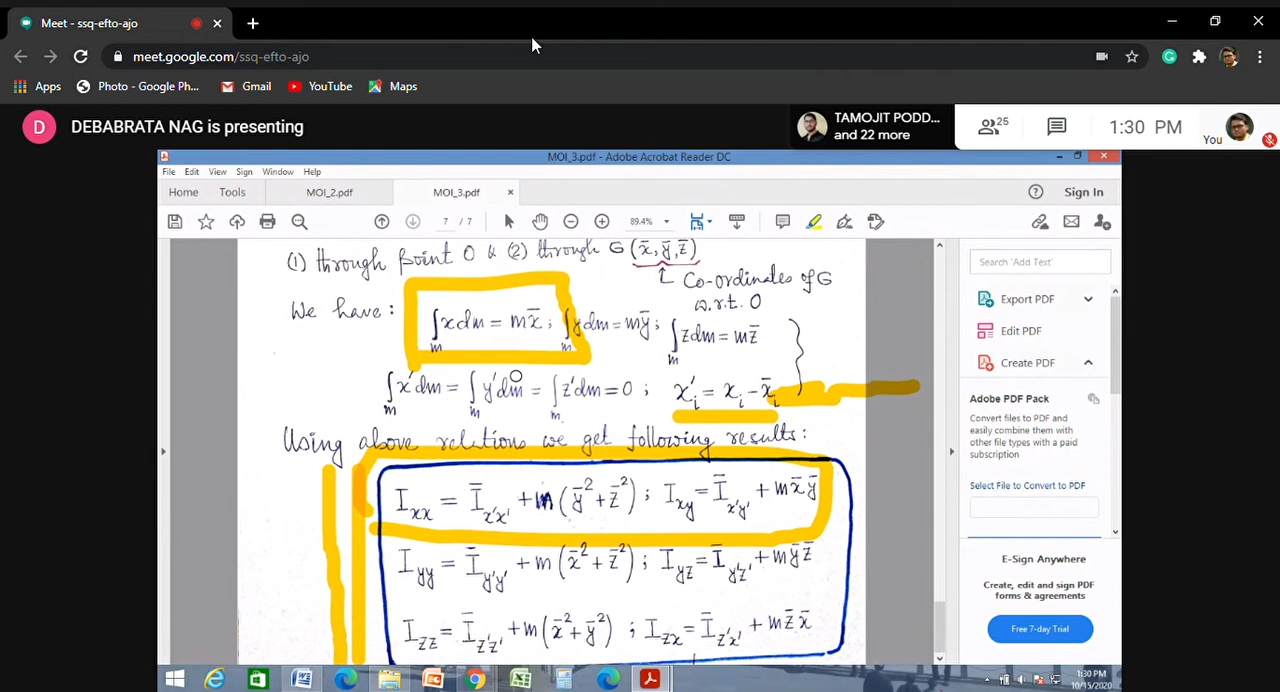 Meet - ssq-efto-ajo
meet.google.com/ssq-efto-ajo
Apps Photo - Google Ph... Gmail YouTube Maps
D DEBABRATA NAG is presenting
TAMOJIT PODD...
and 22 more
25
1:30 PM
You
MOI_3.pdf - Adobe Acrobat Reader DC
File Edit View Sign Window Help
Home Tools MOI_2.pdf MOI_3.pdf × Sign In
7 / 7 89.4%
(1) through point O & (2) through G (x̄, ȳ, z̄)
Co-ordinates of G
w.r.t. O
We have: ∫m x dm = mx̄ ; ∫m y dm = mȳ ; ∫m z dm = mz̄
∫m x' dm = ∫m y' dm = ∫m z' dm = 0 ; x'i = xi - x̄i
Using above relations we get following results:
Ixx = Īx'x' + m(ȳ² + z̄²) ; Ixy = Īx'y' + mx̄ȳ
Iyy = Īy'y' + m(x̄² + z̄²) ; Iyz = Īy'z' + mȳz̄
Izz = Īz'z' + m(x̄² + ȳ²) ; Izx = Īz'x' + mz̄x̄
Search 'Add Text'
Export PDF
Edit PDF
Create PDF
Adobe PDF Pack
Convert files to PDF and
easily combine them with
other file types with a paid
subscription.
Select File to Convert to PDF
E-Sign Anywhere
Create, edit and sign PDF
forms & agreements
Free 7-day Trial
1:30 PM
10/15/2020